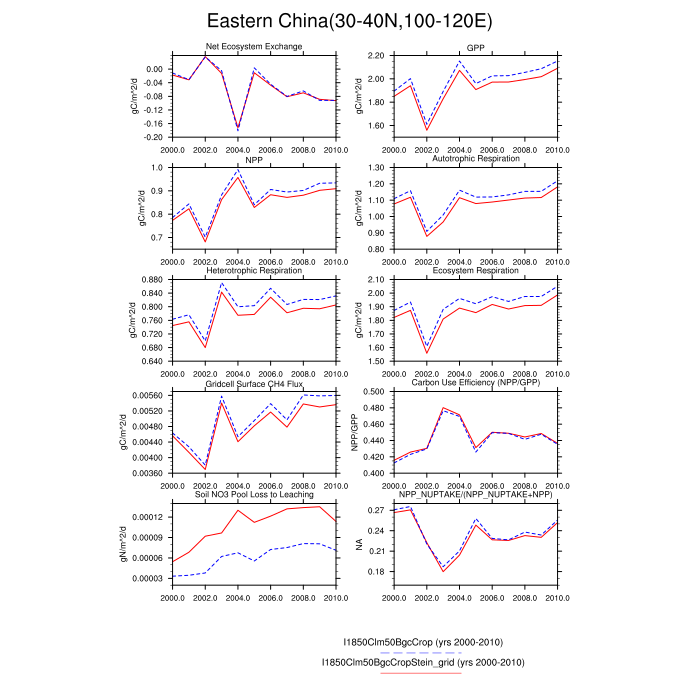 Eastern China(30-40N,100-120E)
Net Ecosystem Exchange
gC/m^2/d
0.00
-0.04
-0.08
-0.12
-0.16
-0.20
2000.0 2002.0 2004.0 2006.0 2008.0 2010.0
GPP
gC/m^2/d
2.20
2.00
1.80
1.60
2000.0 2002.0 2004.0 2006.0 2008.0 2010.0
NPP
gC/m^2/d
1.0
0.9
0.8
0.7
2000.0 2002.0 2004.0 2006.0 2008.0 2010.0
Autotrophic Respiration
gC/m^2/d
1.30
1.20
1.10
1.00
0.90
0.80
2000.0 2002.0 2004.0 2006.0 2008.0 2010.0
Heterotrophic Respiration
gC/m^2/d
0.880
0.840
0.800
0.760
0.720
0.680
0.640
2000.0 2002.0 2004.0 2006.0 2008.0 2010.0
Ecosystem Respiration
gC/m^2/d
2.10
2.00
1.90
1.80
1.70
1.60
1.50
2000.0 2002.0 2004.0 2006.0 2008.0 2010.0
Gridcell Surface CH4 Flux
gC/m^2/d
0.00560
0.00520
0.00480
0.00440
0.00400
0.00360
2000.0 2002.0 2004.0 2006.0 2008.0 2010.0
Carbon Use Efficiency (NPP/GPP)
NPP/GPP
0.500
0.480
0.460
0.440
0.420
0.400
2000.0 2002.0 2004.0 2006.0 2008.0 2010.0
Soil NO3 Pool Loss to Leaching
gN/m^2/d
0.00012
0.00009
0.00006
0.00003
2000.0 2002.0 2004.0 2006.0 2008.0 2010.0
NPP_NUPTAKE/(NPP_NUPTAKE+NPP)
NA
0.27
0.24
0.21
0.18
2000.0 2002.0 2004.0 2006.0 2008.0 2010.0
I1850Clm50BgcCrop (yrs 2000-2010)
I1850Clm50BgcCropStein_grid (yrs 2000-2010)